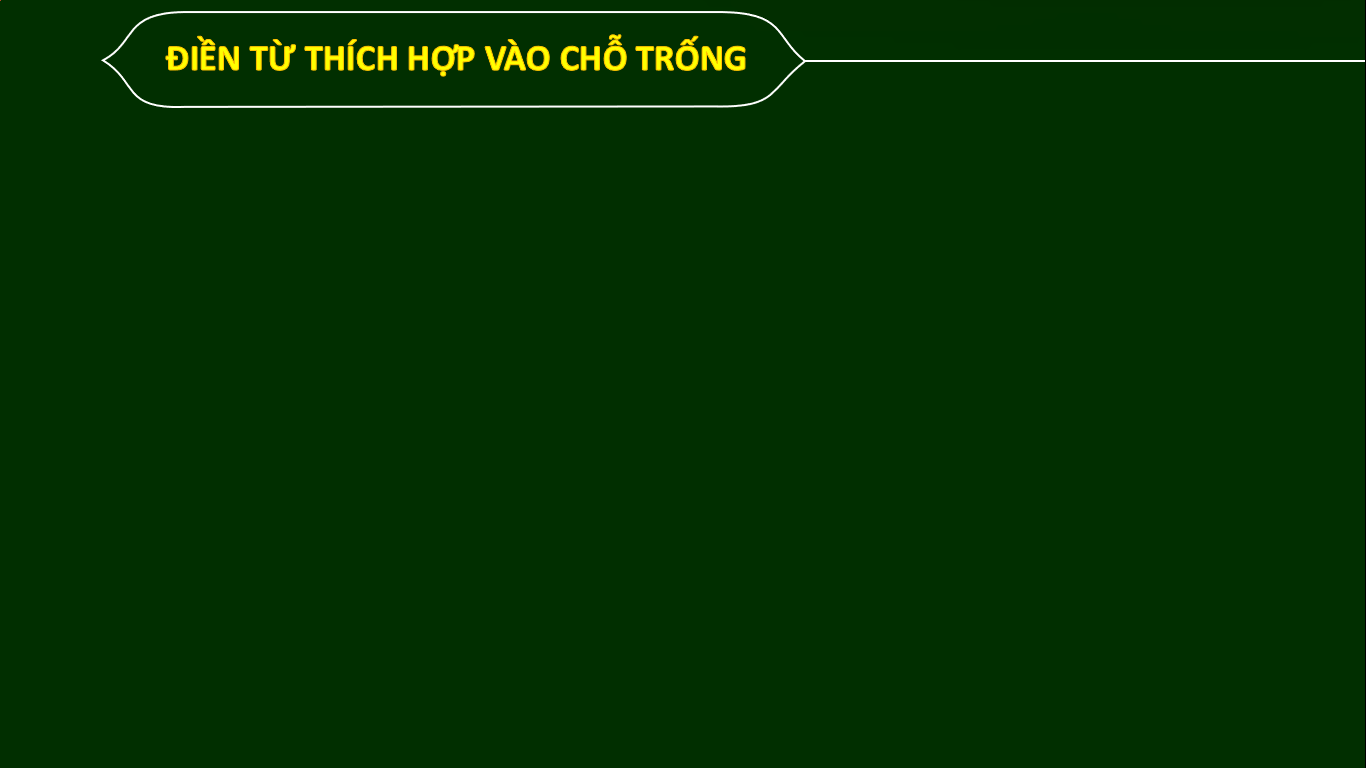 ĐIỀN TỪ THÍCH HỢP VÀO CHỖ TRỐNG